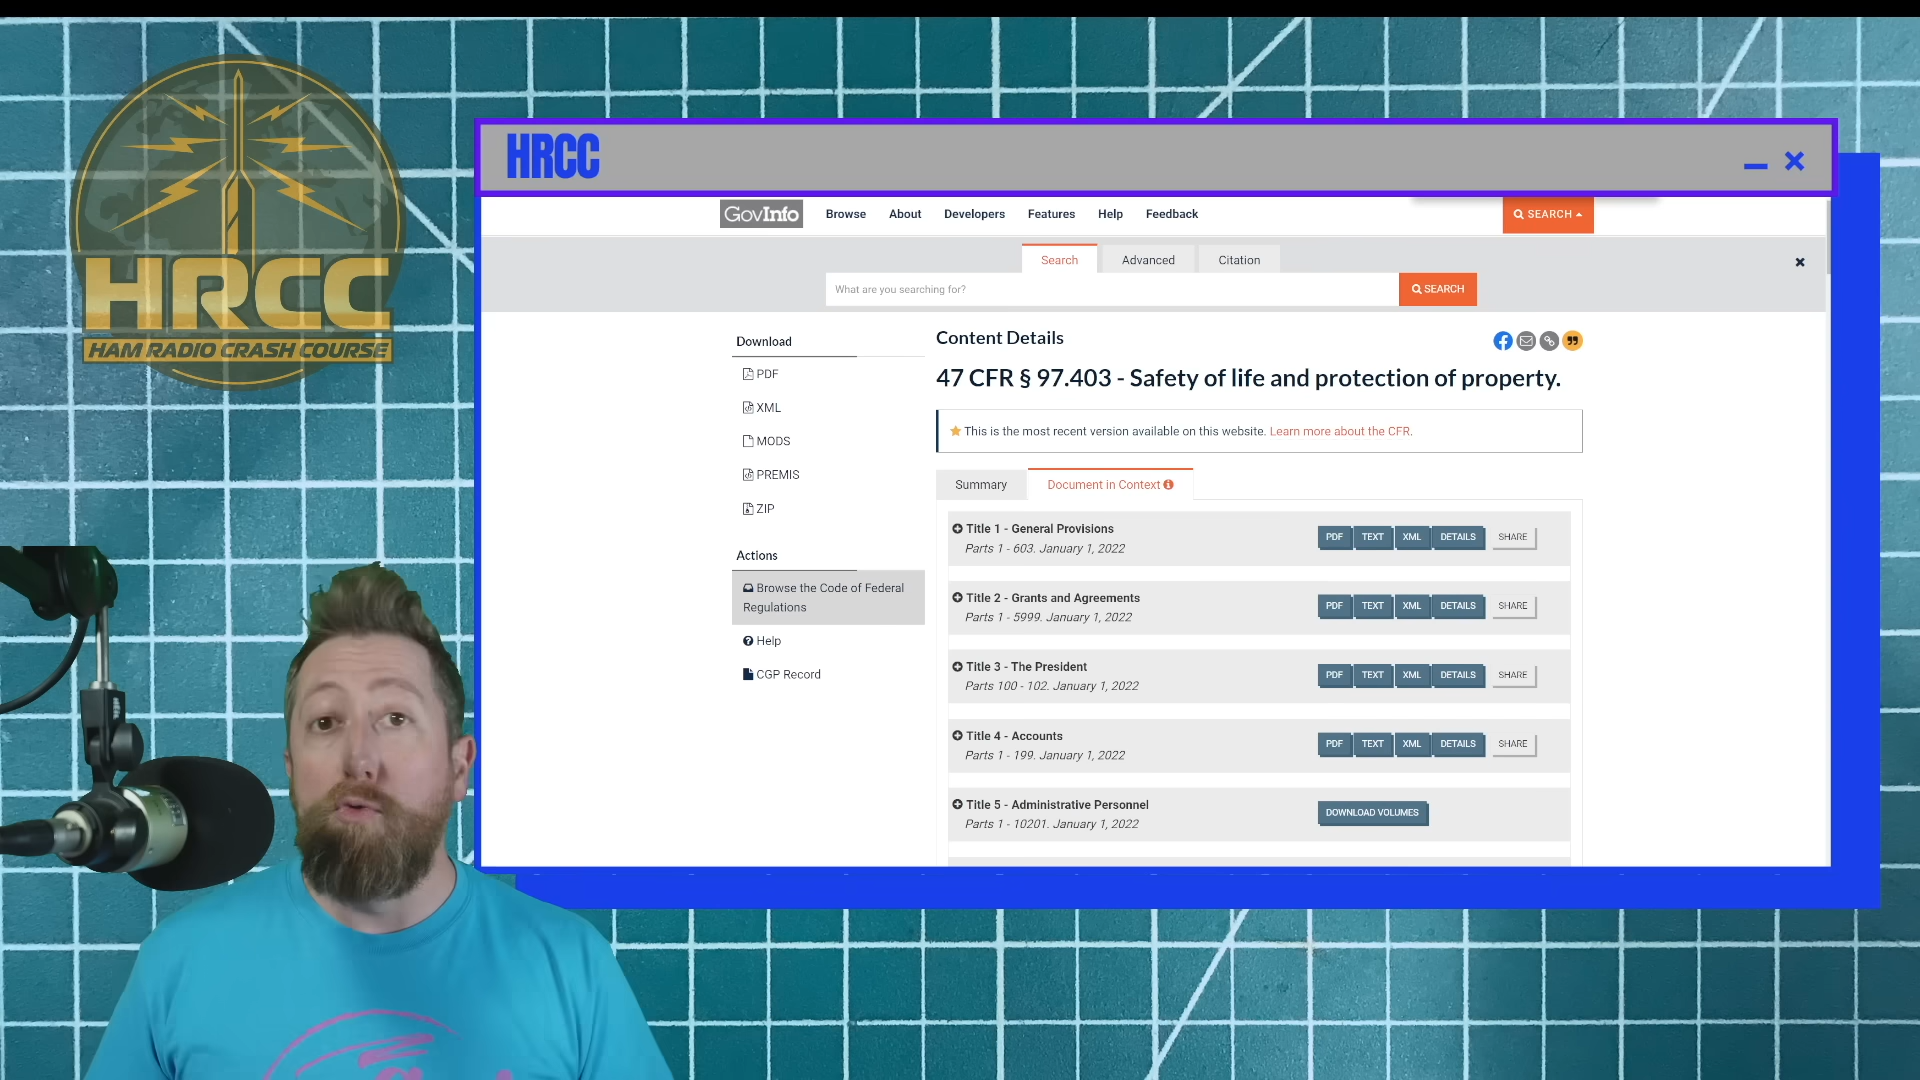 HRCC
HAM RADIO CRASH COURSE
HRCC
GovInfo Browse About Developers Features Help Feedback SEARCH
Search Advanced Citation
What are you searching for? SEARCH
Download
PDF
XML
MODS
PREMIS
ZIP
Actions
Browse the Code of Federal
Regulations
Help
CGP Record
Content Details
47 CFR § 97.403 - Safety of life and protection of property.
This is the most recent version available on this website. Learn more about the CFR.
Summary Document in Context
Title 1 - General Provisions
Parts 1 - 603. January 1, 2022
PDF TEXT XML DETAILS SHARE
Title 2 - Grants and Agreements
Parts 1 - 5999. January 1, 2022
PDF TEXT XML DETAILS SHARE
Title 3 - The President
Parts 100 - 102. January 1, 2022
PDF TEXT XML DETAILS SHARE
Title 4 - Accounts
Parts 1 - 199. January 1, 2022
PDF TEXT XML DETAILS SHARE
Title 5 - Administrative Personnel
Parts 1 - 10201. January 1, 2022
DOWNLOAD VOLUMES